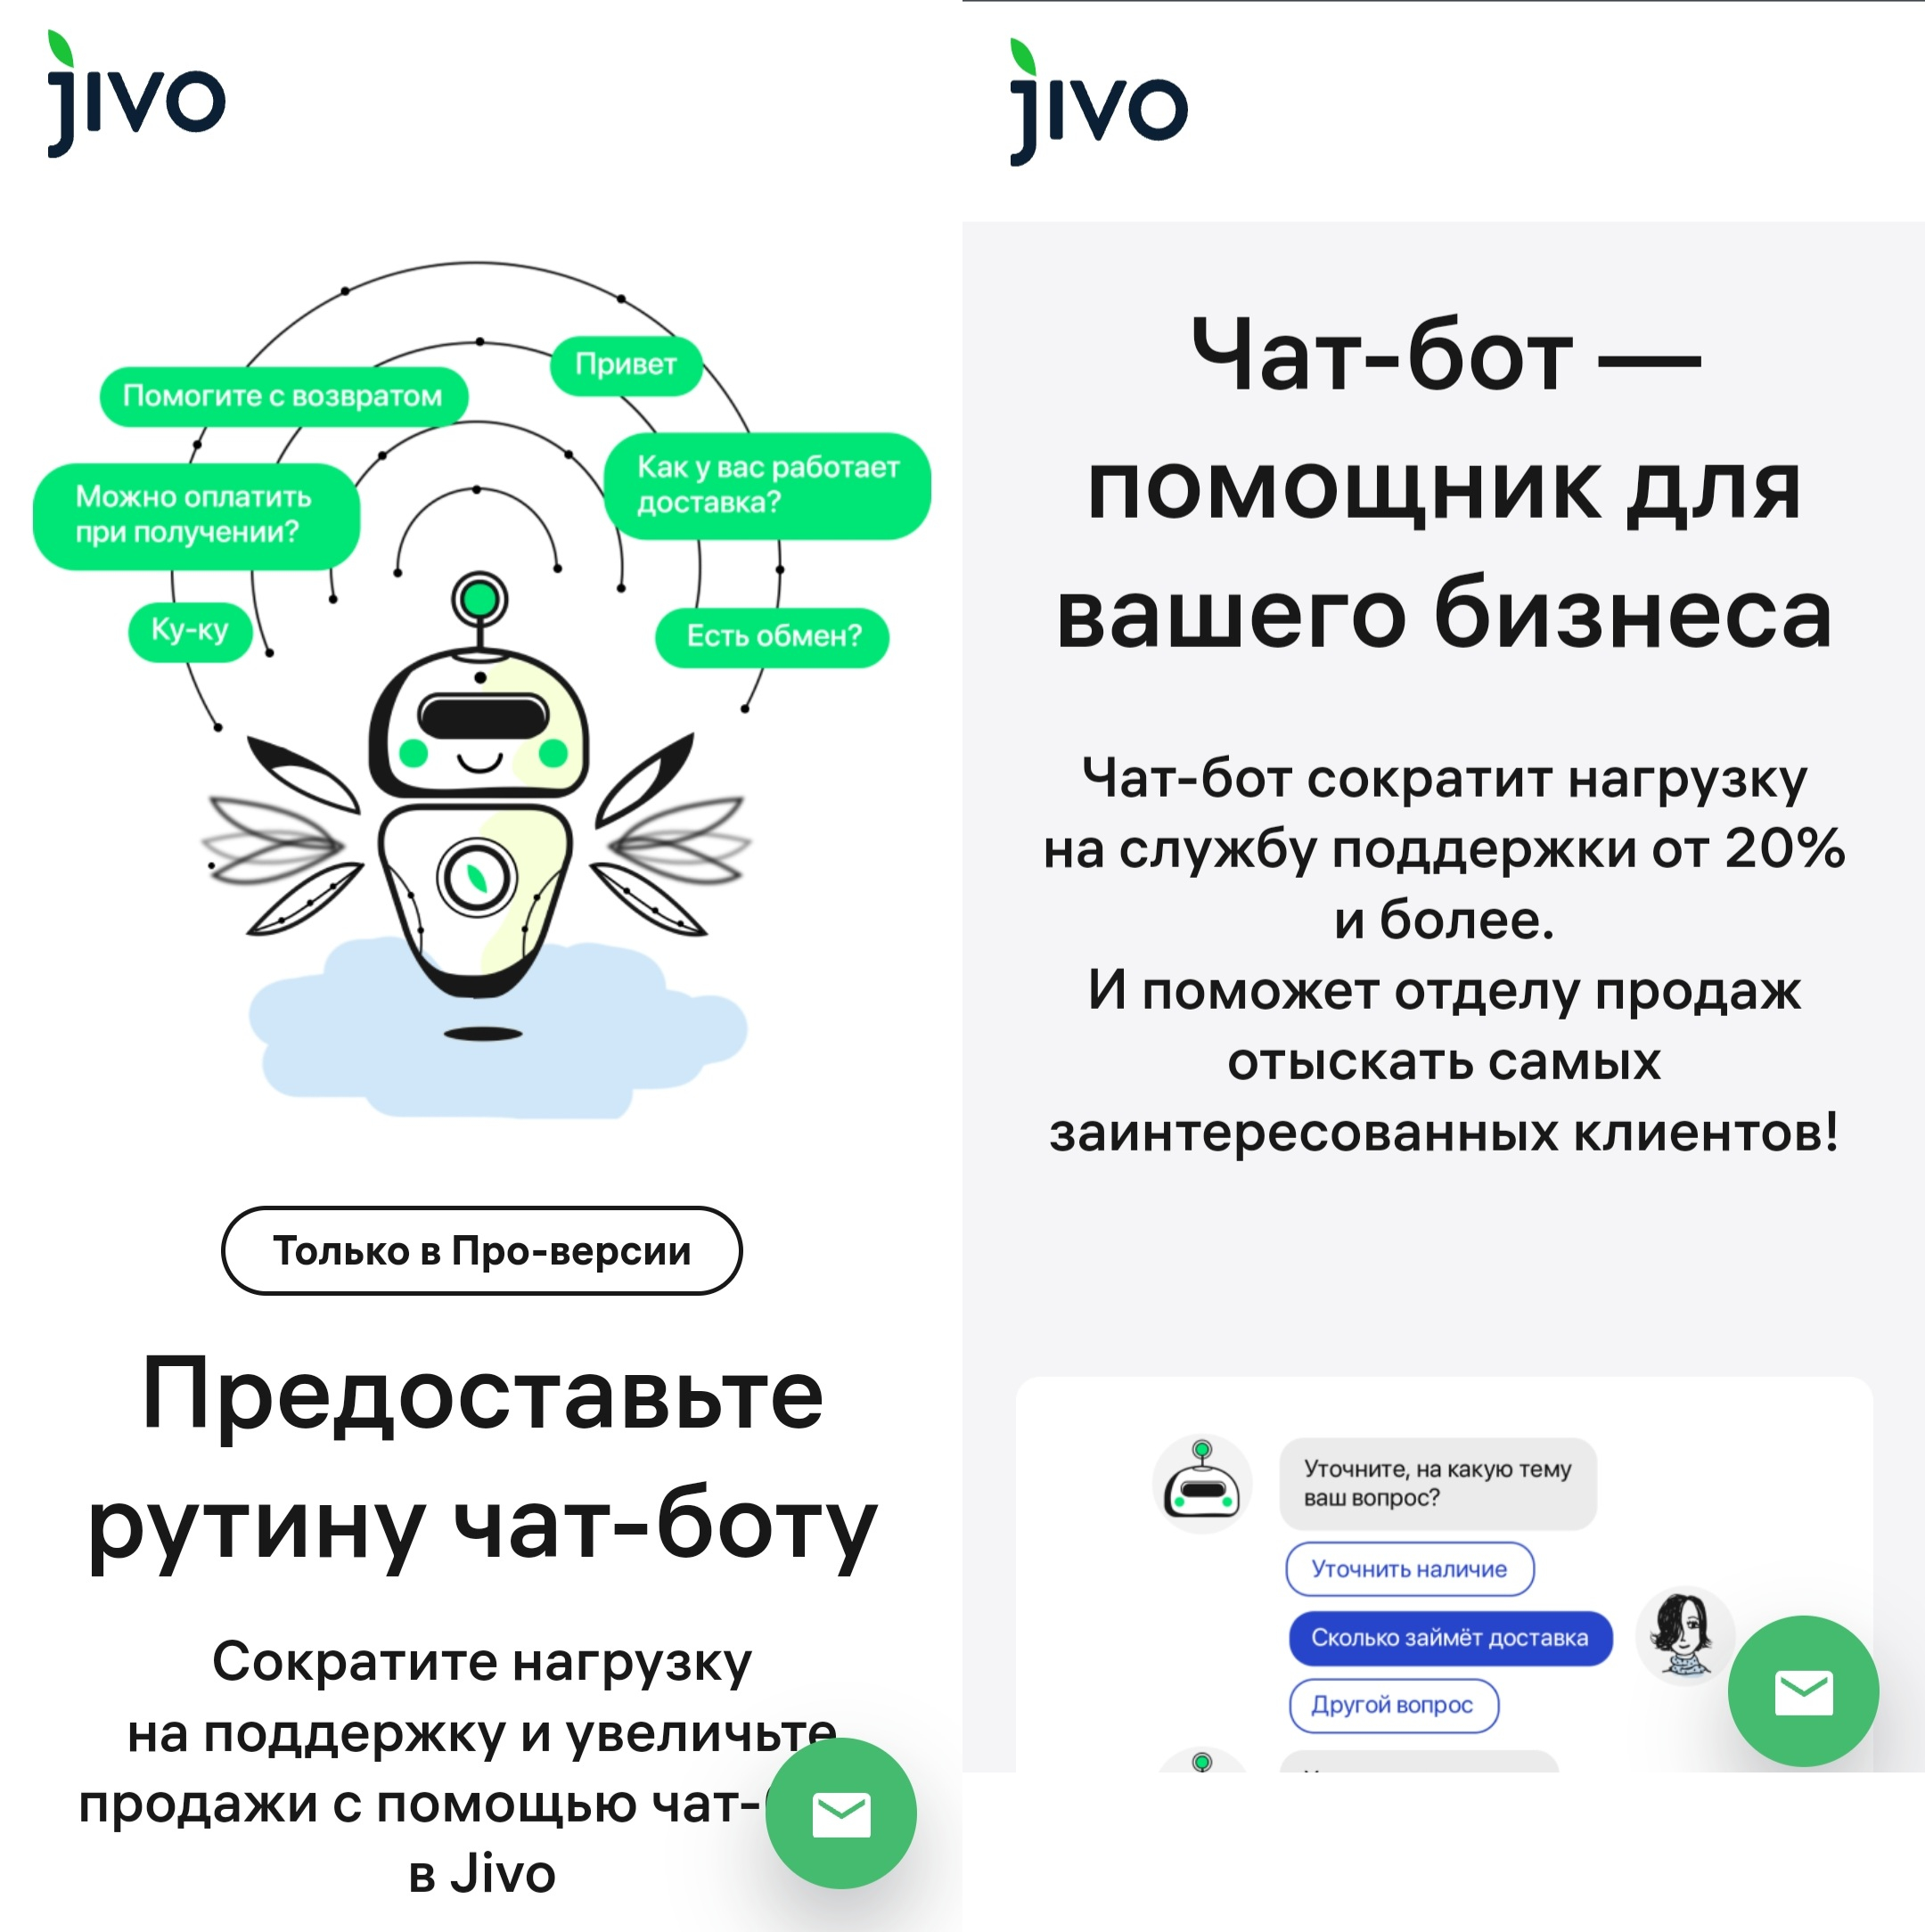 jivo
Помогите с возвратом
Привет
Можно оплатить
при получении?
Как у вас работает
доставка?
Ку-ку
Есть обмен?
Только в Про-версии
Предоставьте
рутину чат-боту
Сократите нагрузку
на поддержку и увеличьте
продажи с помощью чат-
в Jivo
jivo
Чат-бот —
помощник для
вашего бизнеса
Чат-бот сократит нагрузку
на службу поддержки от 20%
и более.
И поможет отделу продаж
отыскать самых
заинтересованных клиентов!
Уточните, на какую тему
ваш вопрос?
Уточнить наличие
Сколько займёт доставка
Другой вопрос